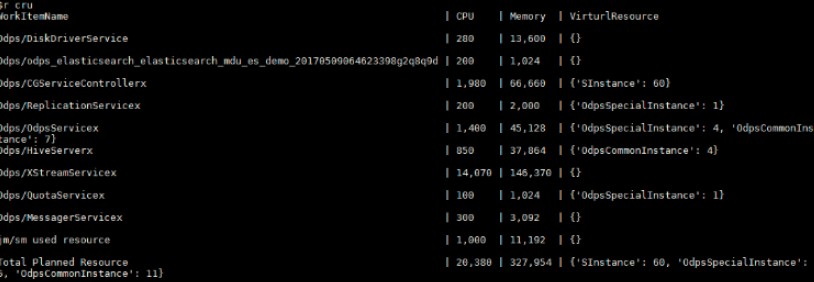 $r cru
WorkItemName | CPU | Memory | VirturlResource
Odps/DiskDriverService | 280 | 13,600 | {}
Odps/odps_elasticsearch_elasticsearch_mdu_es_demo_20170509064623398g2q8q9d | 200 | 1,024 | {}
Odps/CGServiceControllerx | 1,980 | 66,660 | {'SInstance': 60}
Odps/ReplicationServicex | 200 | 2,000 | {'OdpsSpecialInstance': 1}
Odps/OdpsServicex | 1,400 | 45,128 | {'OdpsSpecialInstance': 4, 'OdpsCommonIns
tance': 7}
Odps/HiveServerx | 850 | 37,864 | {'OdpsCommonInstance': 4}
Odps/XStreamServicex | 14,070 | 146,370 | {}
Odps/QuotaServicex | 100 | 1,024 | {'OdpsSpecialInstance': 1}
Odps/MessagerServicex | 300 | 3,092 | {}
jm/sm used resource | 1,000 | 11,192 | {}
Total Planned Resource | 20,380 | 327,954 | {'SInstance': 60, 'OdpsSpecialInstance':
6, 'OdpsCommonInstance': 11}